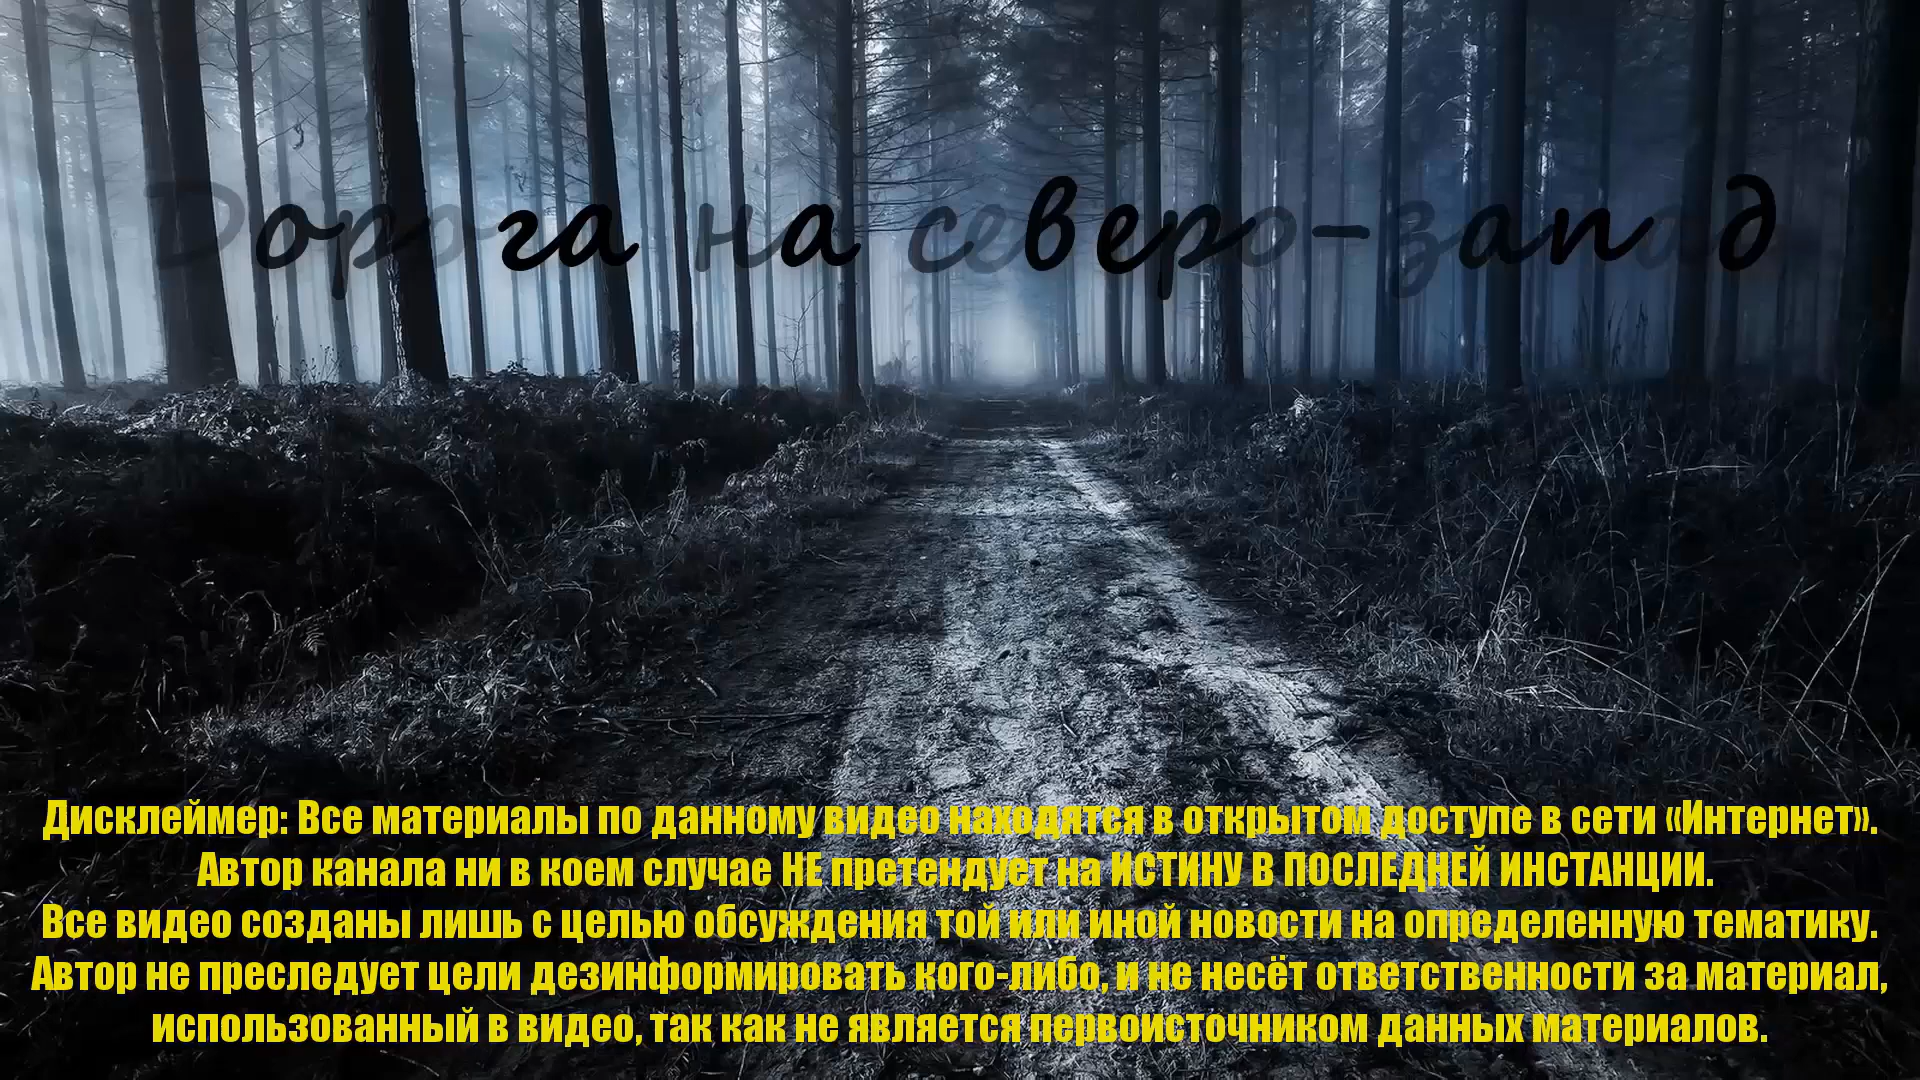 Дорога на северо-запад
Дисклеймер: Все материалы по данному видео находятся в открытом доступе в сети «Интернет».
Автор канала ни в коем случае НЕ претендует на ИСТИНУ В ПОСЛЕДНЕЙ ИНСТАНЦИИ.
Все видео созданы лишь с целью обсуждения той или иной новости на определенную тематику.
Автор не преследует цели дезинформировать кого-либо, и не несёт ответственности за материал,
использованный в видео, так как не является первоисточником данных материалов.